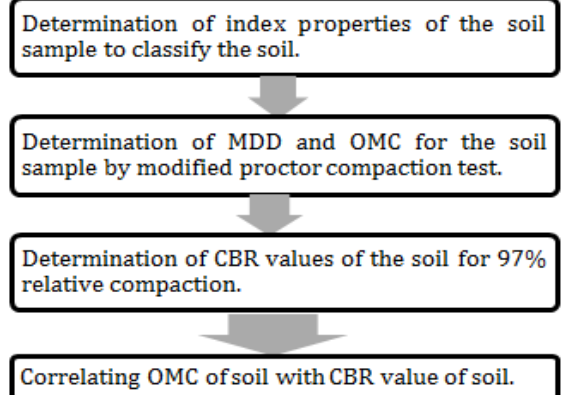 Determination of index properties of the soil
sample to classify the soil.
Determination of MDD and OMC for the soil
sample by modified proctor compaction test.
Determination of CBR values of the soil for 97%
relative compaction.
Correlating OMC of soil with CBR value of soil.